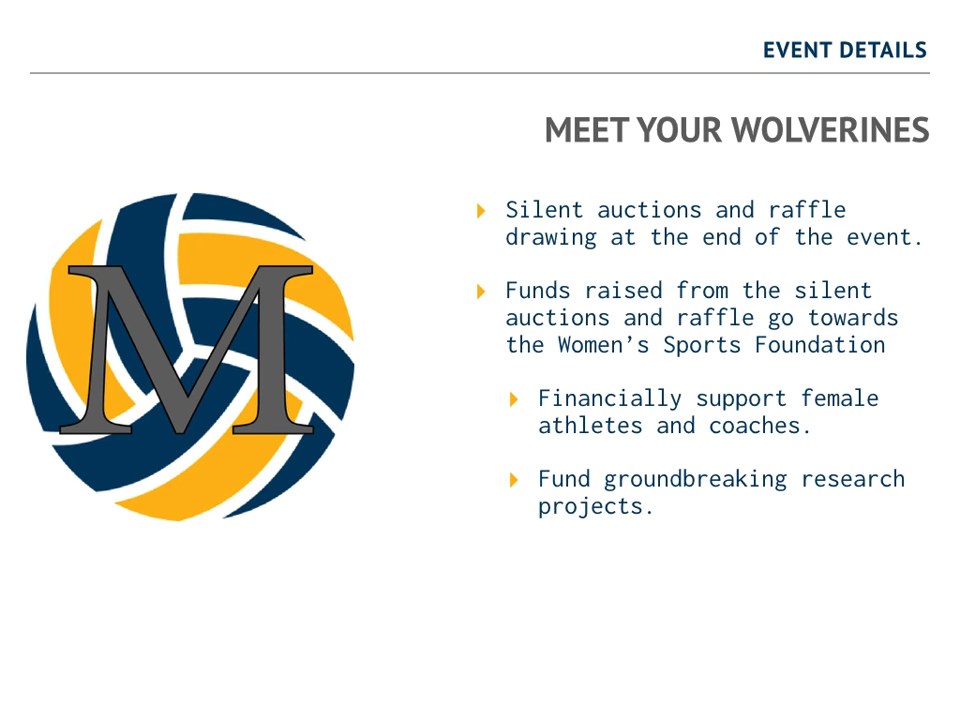 EVENT DETAILS
MEET YOUR WOLVERINES
M
Silent auctions and raffle
drawing at the end of the event.
Funds raised from the silent
auctions and raffle go towards
the Women’s Sports Foundation
Financially support female
athletes and coaches.
Fund groundbreaking research
projects.